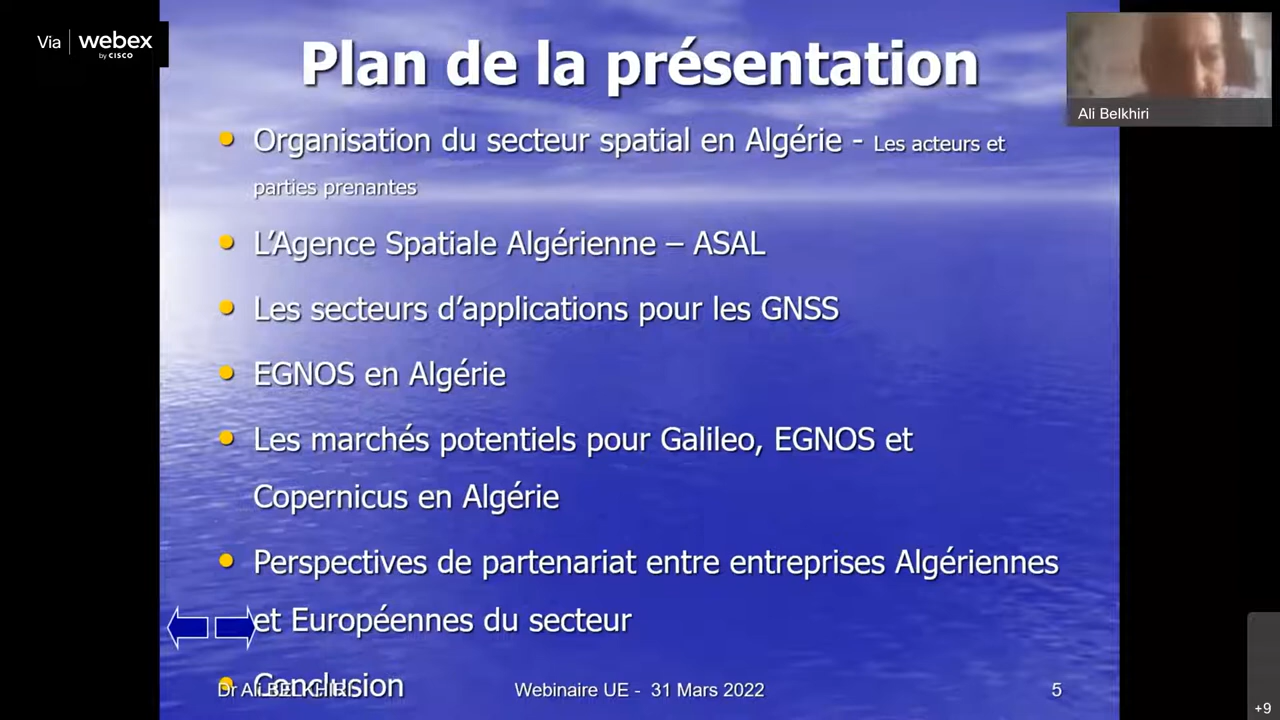 Via webex
by CISCO
Plan de la présentation
Ali Belkhiri
• Organisation du secteur spatial en Algérie - Les acteurs et
parties prenantes
• L’Agence Spatiale Algérienne – ASAL
• Les secteurs d’applications pour les GNSS
• EGNOS en Algérie
• Les marchés potentiels pour Galileo, EGNOS et
Copernicus en Algérie
• Perspectives de partenariat entre entreprises Algériennes
et Européennes du secteur
• Conclusion
Dr Ali BELKHIRI
Webinaire UE - 31 Mars 2022
5
+9